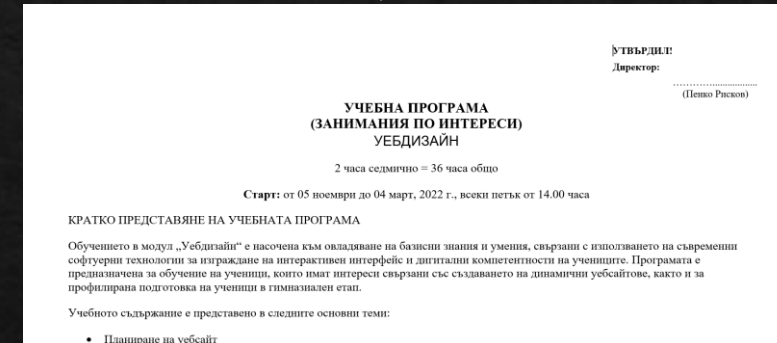 УТВЪРДИЛ!
Директор:
........................................
(Пенко Рисков)
УЧЕБНА ПРОГРАМА
(ЗАНИМАНИЯ ПО ИНТЕРЕСИ)
УЕБДИЗАЙН
2 часа седмично = 36 часа общо
Старт: от 05 ноември до 04 март, 2022 г., всеки петък от 14.00 часа
КРАТКО ПРЕДСТАВЯНЕ НА УЧЕБНАТА ПРОГРАМА
Обучението в модул „Уебдизайн“ е насочена към овладяване на базисни знания и умения, свързани с използването на съвременни
софтуерни технологии за изграждане на интерактивен интерфейс и дигитални компетентности на учениците. Програмата е
предназначена за обучение на ученици, които имат интереси свързани със създаването на динамични уебсайтове, както и за
профилирана подготовка на ученици в гимназиален етап.
Учебното съдържание е представено в следните основни теми:
• Планиране на уебсайт